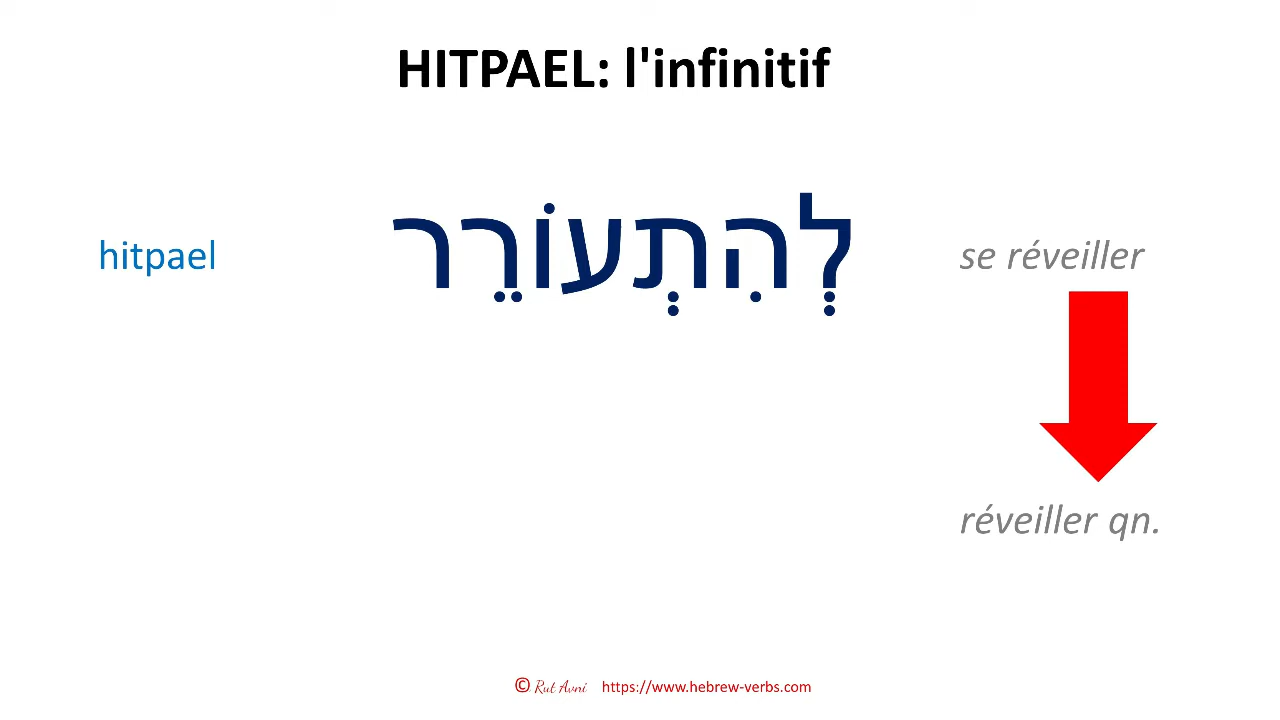 HITPAEL: l'infinitif
hitpael
לְהִתְעוֹרֵר
se réveiller
réveiller qn.
© Rut Avni https://www.hebrew-verbs.com